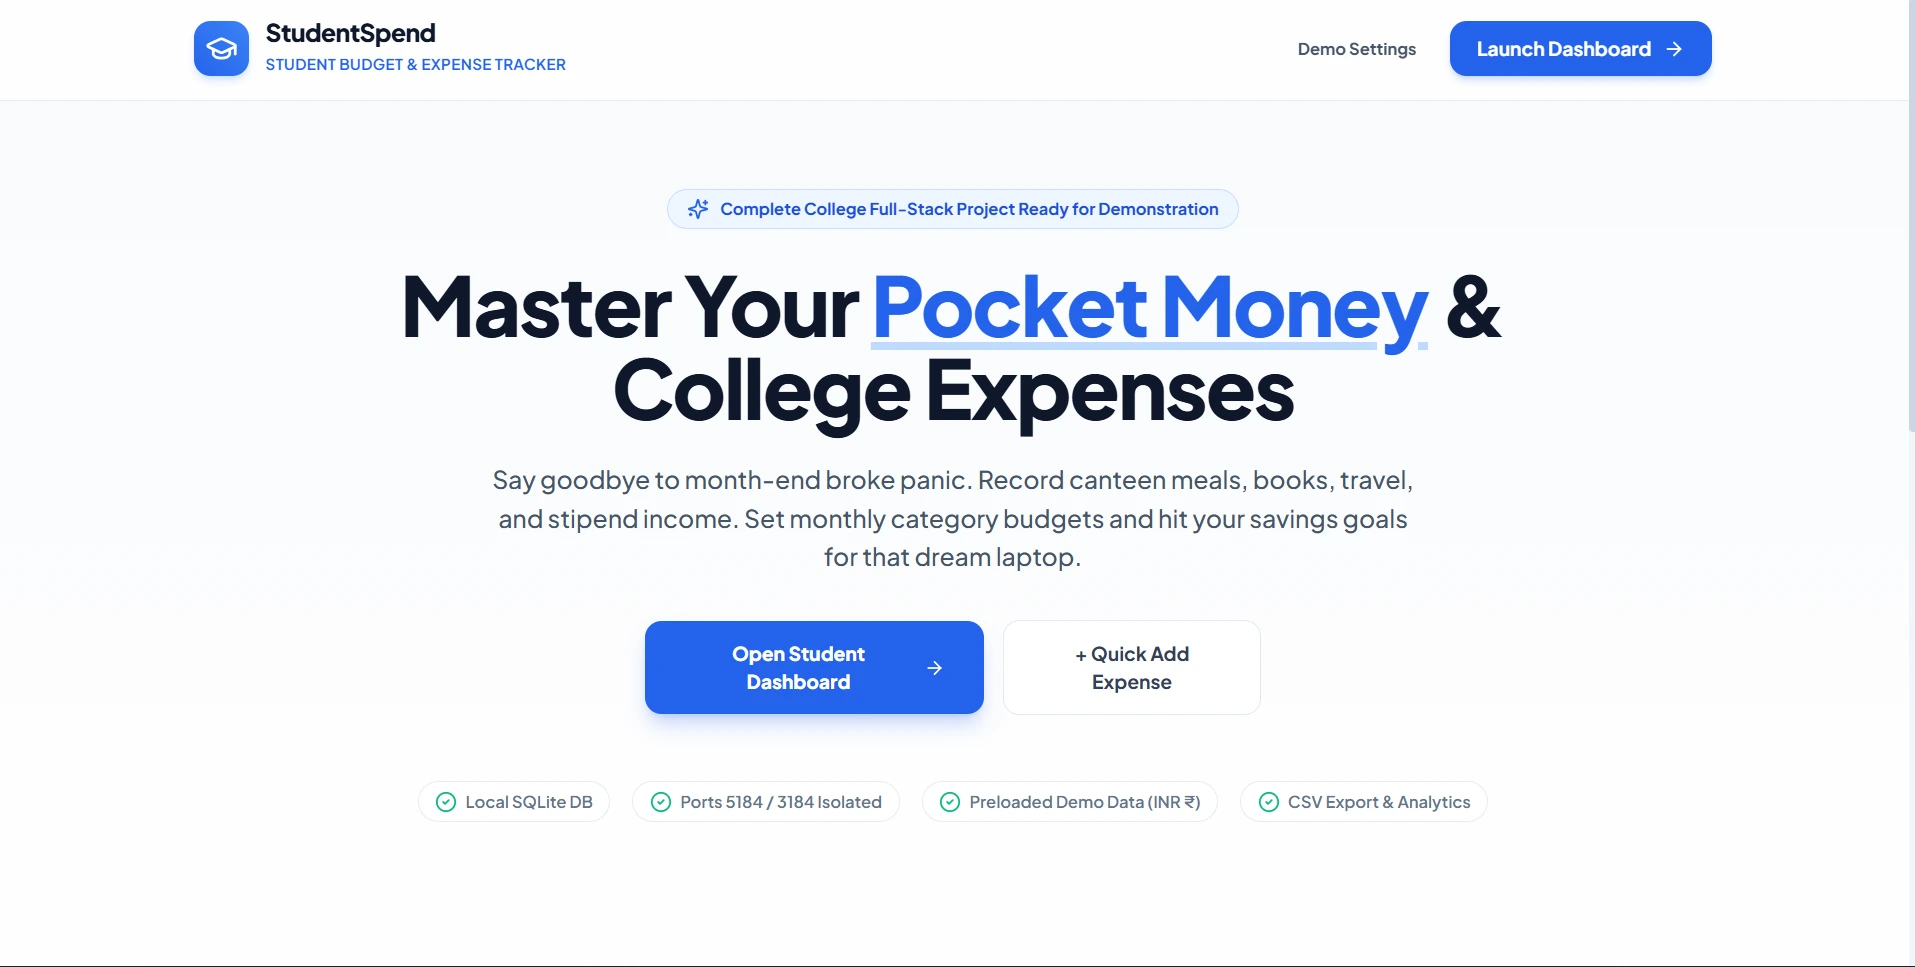 StudentSpend
STUDENT BUDGET & EXPENSE TRACKER
Demo Settings
Launch Dashboard
Complete College Full-Stack Project Ready for Demonstration
Master Your Pocket Money &
College Expenses
Say goodbye to month-end broke panic. Record canteen meals, books, travel,
and stipend income. Set monthly category budgets and hit your savings goals
for that dream laptop.
Open Student
Dashboard
+ Quick Add
Expense
Local SQLite DB
Ports 5184 / 3184 Isolated
Preloaded Demo Data (INR ₹)
CSV Export & Analytics